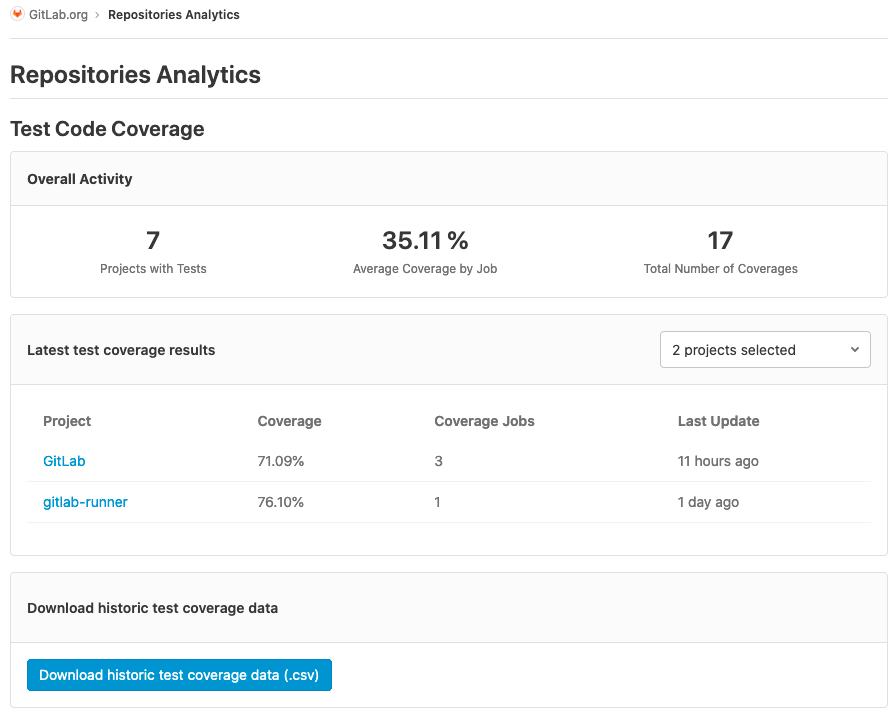 GitLab.org › Repositories Analytics
Repositories Analytics
Test Code Coverage
Overall Activity
7 35.11 % 17
Projects with Tests Average Coverage by Job Total Number of Coverages
Latest test coverage results 2 projects selected
Project Coverage Coverage Jobs Last Update
GitLab 71.09% 3 11 hours ago
gitlab-runner 76.10% 1 1 day ago
Download historic test coverage data
Download historic test coverage data (.csv)